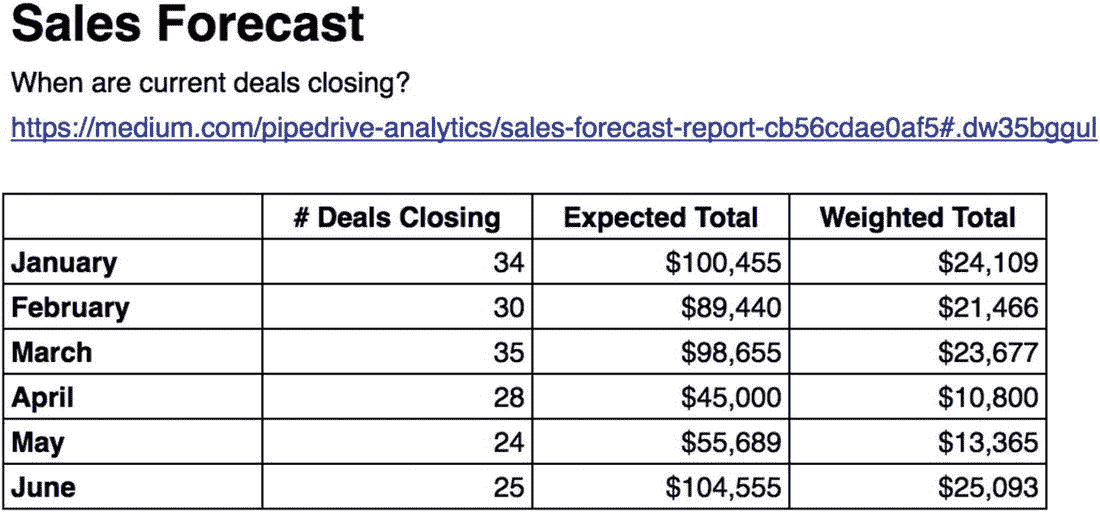 Sales Forecast
When are current deals closing?
https://medium.com/pipedrive-analytics/sales-forecast-report-cb56cdae0af5#.dw35bggul
# Deals Closing Expected Total Weighted Total
January 34 $100,455 $24,109
February 30 $89,440 $21,466
March 35 $98,655 $23,677
April 28 $45,000 $10,800
May 24 $55,689 $13,365
June 25 $104,555 $25,093